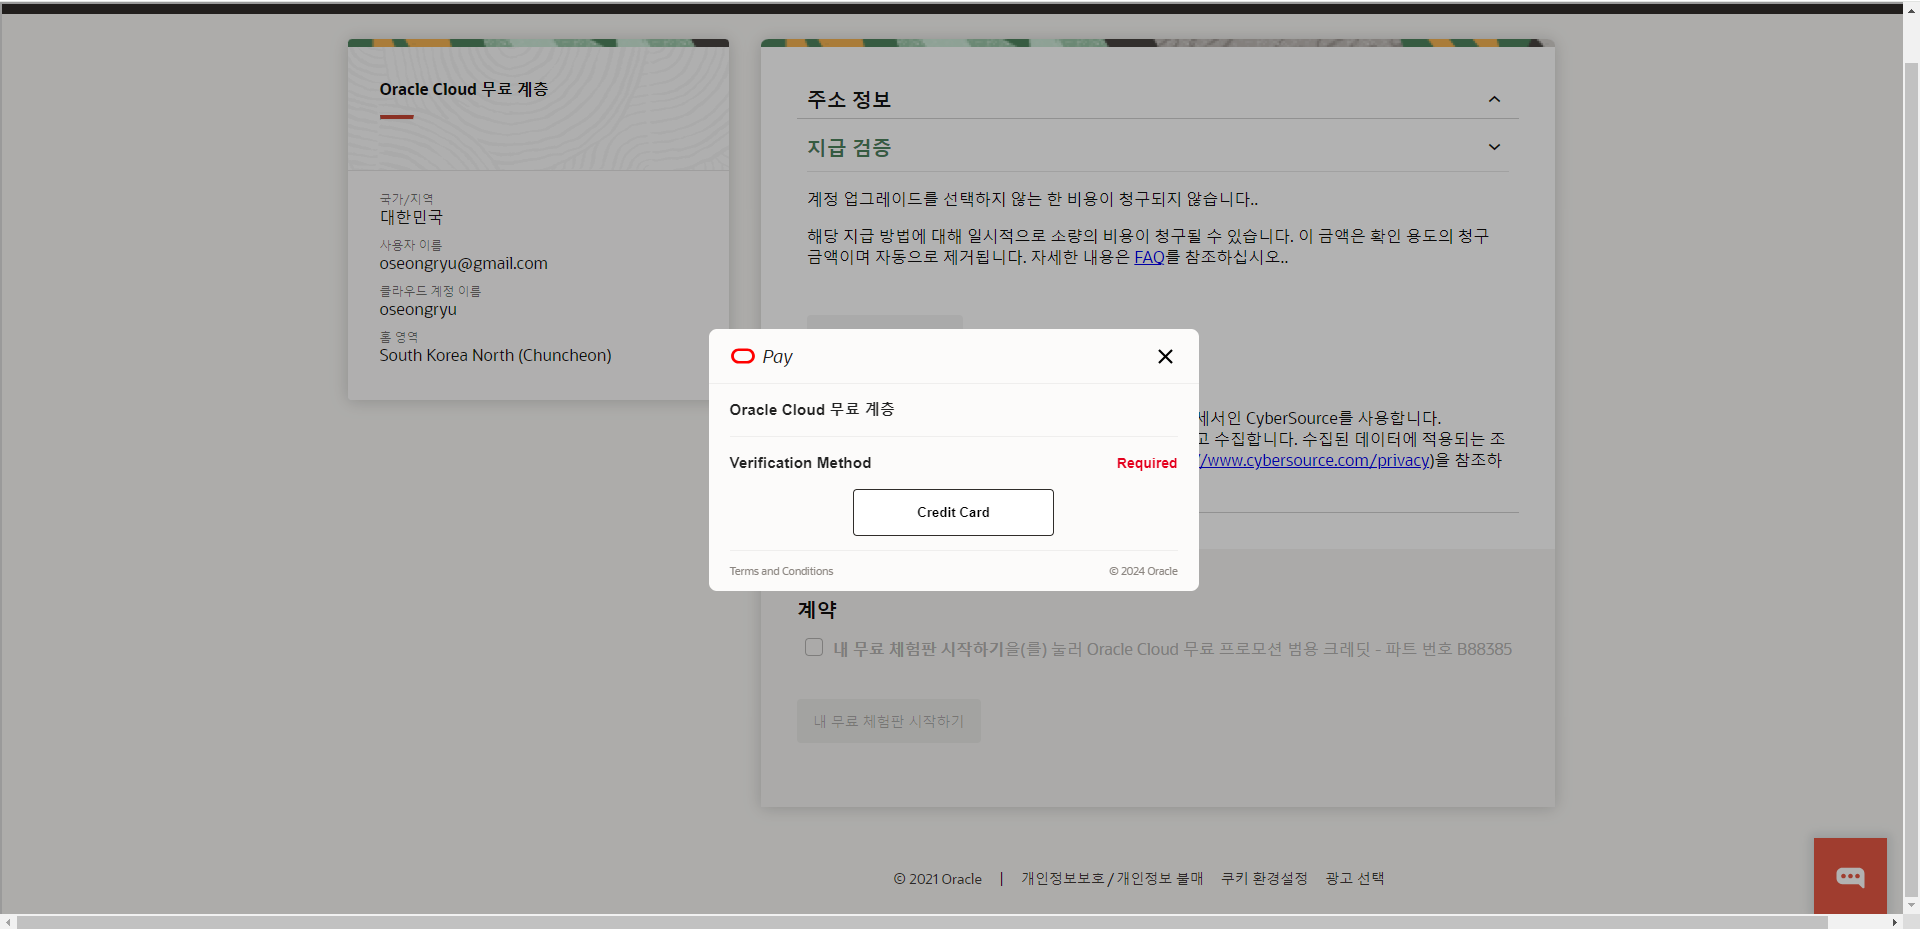 Oracle Cloud 무료 계층
국가/지역
대한민국
사용자 이름
oseongryu@gmail.com
클라우드 계정 이름
oseongryu
홈 영역
South Korea North (Chuncheon)
주소 정보
지급 검증
계정 업그레이드를 선택하지 않는 한 비용이 청구되지 않습니다..
해당 지급 방법에 대해 일시적으로 소량의 비용이 청구될 수 있습니다. 이 금액은 확인 용도의 청구
금액이며 자동으로 제거됩니다. 자세한 내용은 FAQ를 참조하십시오..
Pay
Oracle Cloud 무료 계층
Verification Method
Required
Credit Card
Terms and Conditions
© 2024 Oracle
세서인 CyberSource를 사용합니다.
고 수집합니다. 수집된 데이터에 적용되는 조
//www.cybersource.com/privacy)을 참조하
계약
내 무료 체험판 시작하기을(를) 눌러 Oracle Cloud 무료 프로모션 범용 크레딧 - 파트 번호 B88385
내 무료 체험판 시작하기
© 2021 Oracle | 개인정보보호/개인정보 불매 쿠키 환경설정 광고 선택